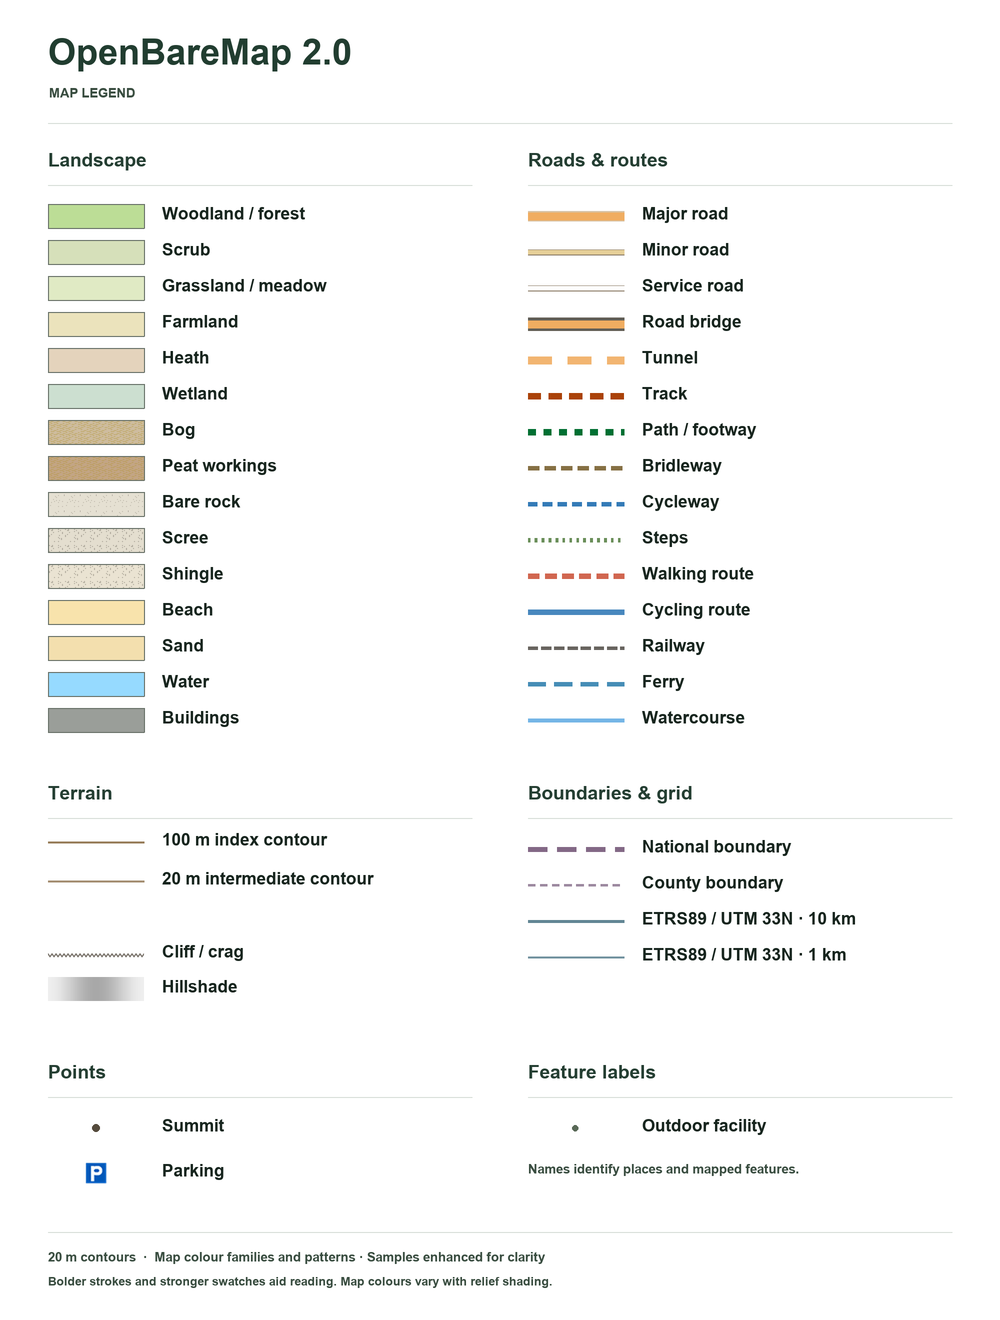 OpenBareMap 2.0
MAP LEGEND
Landscape
Woodland / forest
Scrub
Grassland / meadow
Farmland
Heath
Wetland
Bog
Peat workings
Bare rock
Scree
Shingle
Beach
Sand
Water
Buildings
Roads & routes
Major road
Minor road
Service road
Road bridge
Tunnel
Track
Path / footway
Bridleway
Cycleway
Steps
Walking route
Cycling route
Railway
Ferry
Watercourse
Terrain
100 m index contour
20 m intermediate contour
Cliff / crag
Hillshade
Boundaries & grid
National boundary
County boundary
ETRS89 / UTM 33N · 10 km
ETRS89 / UTM 33N · 1 km
Points
Summit
P
Parking
Feature labels
Outdoor facility
Names identify places and mapped features.
20 m contours · Map colour families and patterns · Samples enhanced for clarity
Bolder strokes and stronger swatches aid reading. Map colours vary with relief shading.